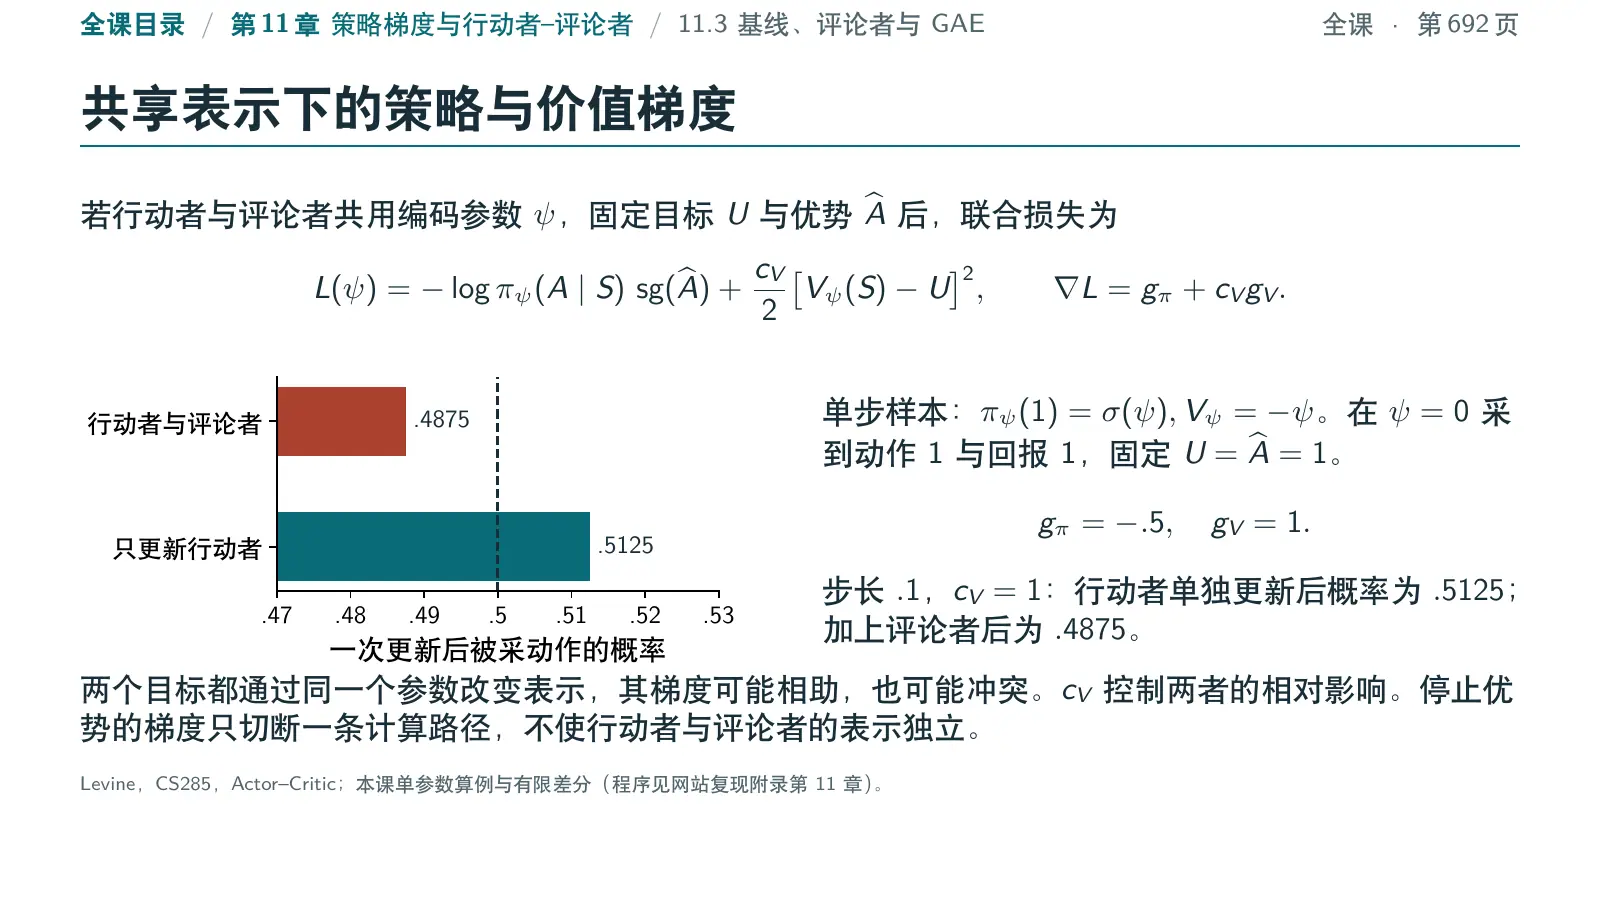 全课目录 / 第 11 章 策略梯度与行动者–评论者 / 11.3 基线、评论者与 GAE
全课 · 第 692 页
共享表示下的策略与价值梯度
若行动者与评论者共用编码参数 ψ，固定目标 U 与优势 Â 后，联合损失为
L(ψ) = − log π_ψ(A | S) sg(Â) + c_V/2 [V_ψ(S) − U]², ∇L = g_π + c_V g_V.
行动者与评论者 .4875
只更新行动者 .5125
.47 .48 .49 .5 .51 .52 .53
一次更新后被采动作的概率
单步样本：π_ψ(1) = σ(ψ), V_ψ = −ψ。在 ψ = 0 采
到动作 1 与回报 1，固定 U = Â = 1。
g_π = −.5, g_V = 1.
步长 .1，c_V = 1：行动者单独更新后概率为 .5125；
加上评论者后为 .4875。
两个目标都通过同一个参数改变表示，其梯度可能相助，也可能冲突。c_V 控制两者的相对影响。停止优
势的梯度只切断一条计算路径，不使行动者与评论者的表示独立。
Levine，CS285，Actor–Critic；本课单参数算例与有限差分（程序见网站复现附录第 11 章）。